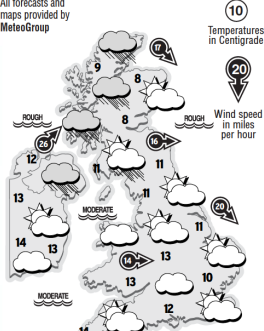 All forecasts and
maps provided by
MeteoGroup
10
Temperatures
in Centigrade
20
Wind speed
in miles
per hour
17
9
8
8
ROUGH
ROUGH
26
16
12
11
11
11
13
MODERATE
20
11
14
13
14
13
13
10
MODERATE
12
14